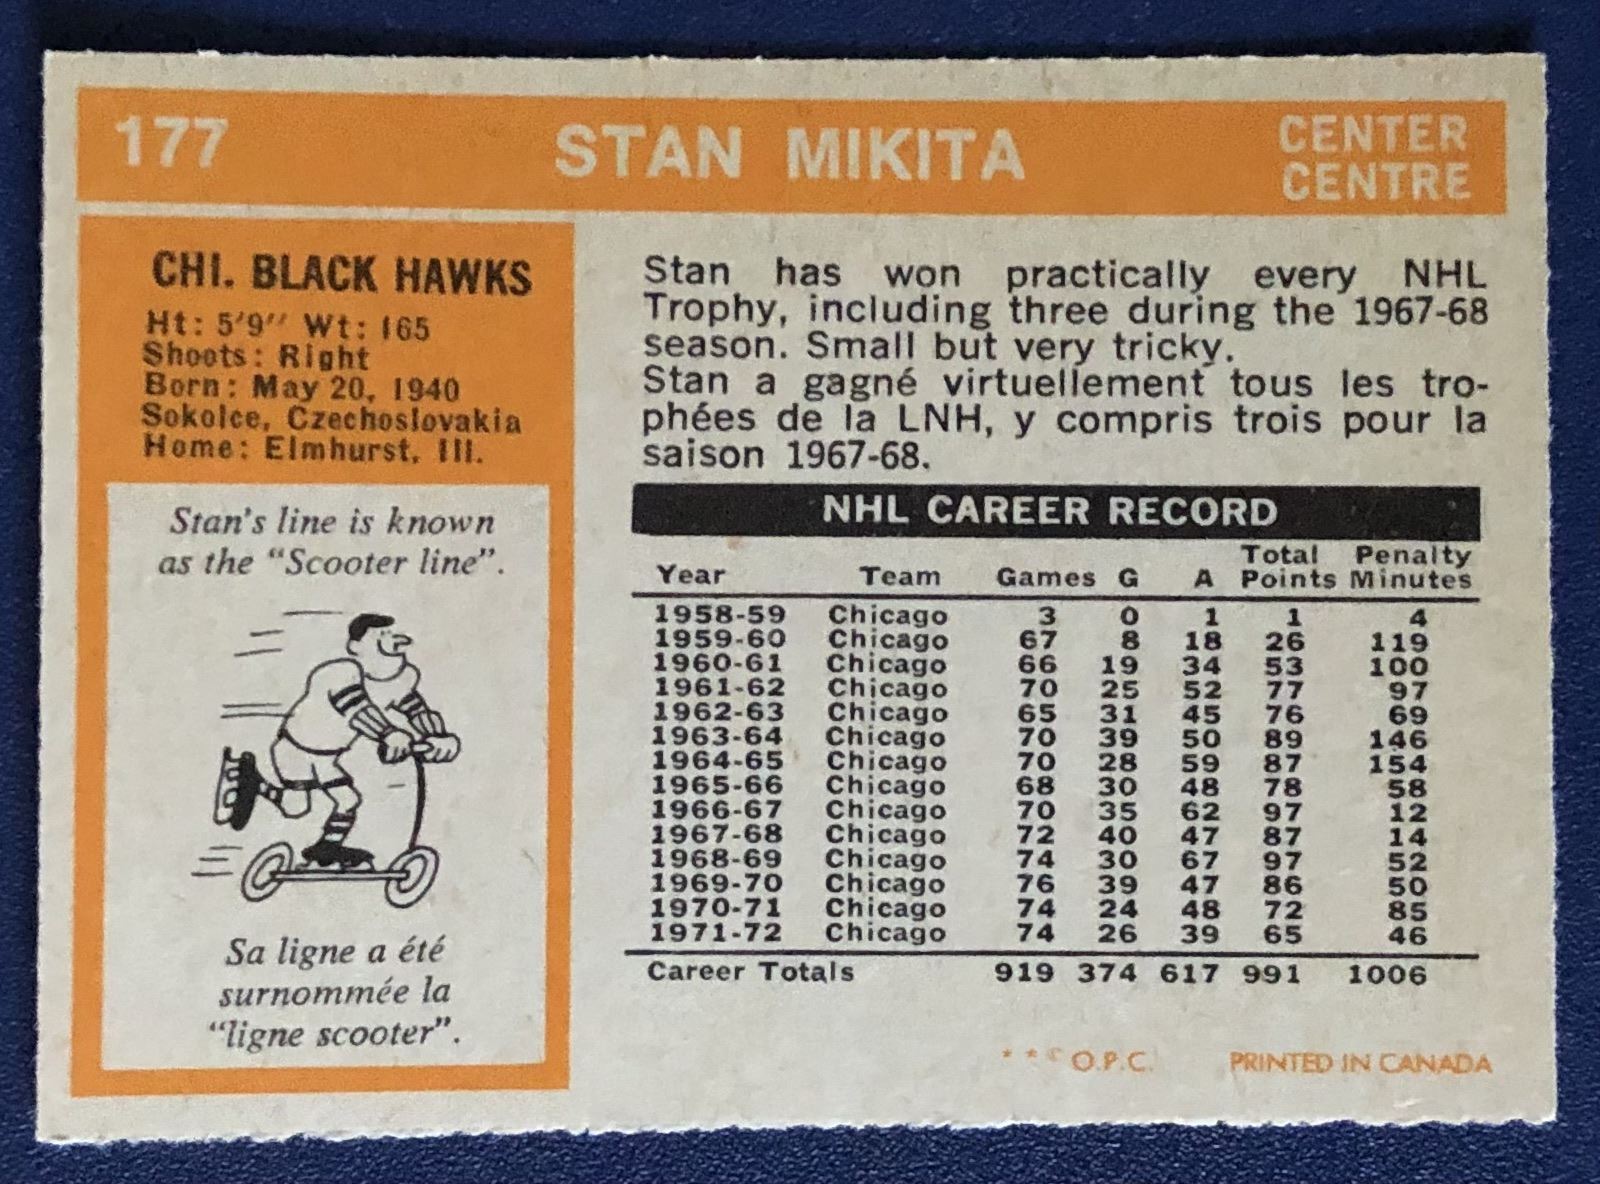 177 STAN MIKITA CENTER
CENTRE
CHI. BLACK HAWKS
Ht: 5'9" Wt: 165
Shoots: Right
Born: May 20, 1940
Sokolce, Czechoslovakia
Home: Elmhurst, Ill.
Stan's line is known
as the "Scooter line".
Sa ligne a été
surnommée la
"ligne scooter".
Stan has won practically every NHL
Trophy, including three during the 1967-68
season. Small but very tricky.
Stan a gagné virtuellement tous les tro-
phées de la LNH, y compris trois pour la
saison 1967-68.
NHL CAREER RECORD
Total Penalty
Year Team Games G A Points Minutes
1958-59 Chicago 3 0 1 1 4
1959-60 Chicago 67 8 18 26 119
1960-61 Chicago 66 19 34 53 100
1961-62 Chicago 70 25 52 77 97
1962-63 Chicago 65 31 45 76 69
1963-64 Chicago 70 39 50 89 146
1964-65 Chicago 70 28 59 87 154
1965-66 Chicago 68 30 48 78 58
1966-67 Chicago 70 35 62 97 12
1967-68 Chicago 72 40 47 87 14
1968-69 Chicago 74 30 67 97 52
1969-70 Chicago 76 39 47 86 50
1970-71 Chicago 74 24 48 72 85
1971-72 Chicago 74 26 39 65 46
Career Totals 919 374 617 991 1006
* * * O.P.C. PRINTED IN CANADA